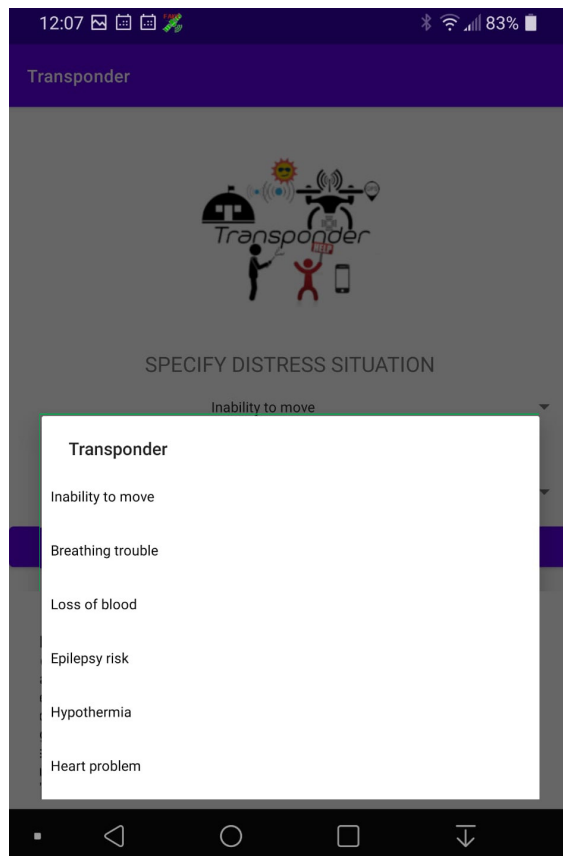 12:07
83%
Transponder
Transponder
HELP
SPECIFY DISTRESS SITUATION
Inability to move
Transponder
Inability to move
Breathing trouble
Loss of blood
Epilepsy risk
Hypothermia
Heart problem